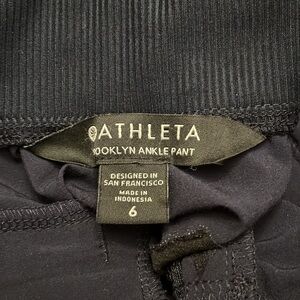 ATHLETA
ROOKLYN ANKLE PANT
DESIGNED IN
SAN FRANCISCO
MADE IN
INDONESIA
6